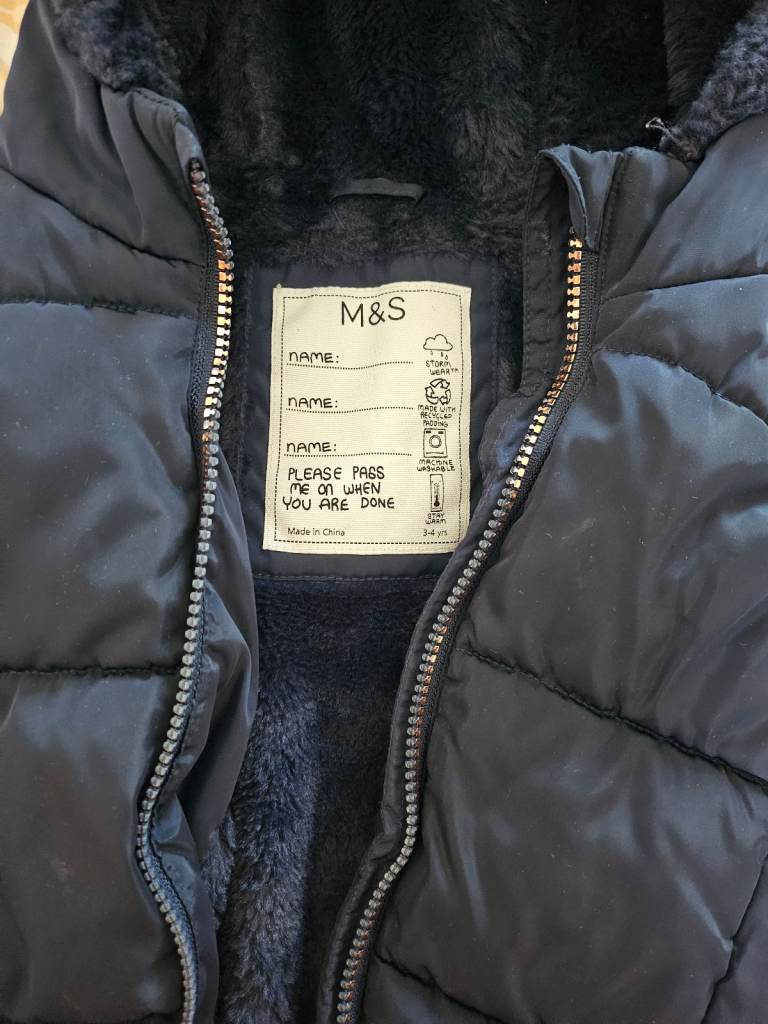 M&S
NAME:
NAME:
NAME:
PLEASE PASS
ME ON WHEN
YOU ARE DONE
Made in China
STORM
WEAR™
MADE WITH
RECYCLED
PADDING
MACHINE
WASHABLE
STAY
WARM
3-4 yrs